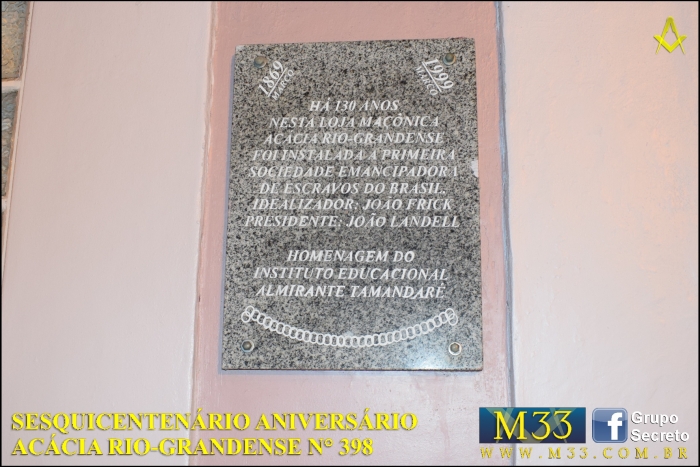 1869
MARÇO
1999
MARÇO
HÁ 130 ANOS
NESTA LOJA MAÇÔNICA
ACÁCIA RIO-GRANDENSE
FOI INSTALADA A PRIMEIRA
SOCIEDADE EMANCIPADORA
DE ESCRAVOS DO BRASIL.
IDEALIZADOR: JOÃO FRICK
PRESIDENTE: JOÃO LANDELL
HOMENAGEM DO
INSTITUTO EDUCACIONAL
ALMIRANTE TAMANDARÉ
SESQUICENTENÁRIO ANIVERSÁRIO
ACÁCIA RIO-GRANDENSE Nº 398
M33
f
Grupo
Secreto
WWW.M33.COM.BR